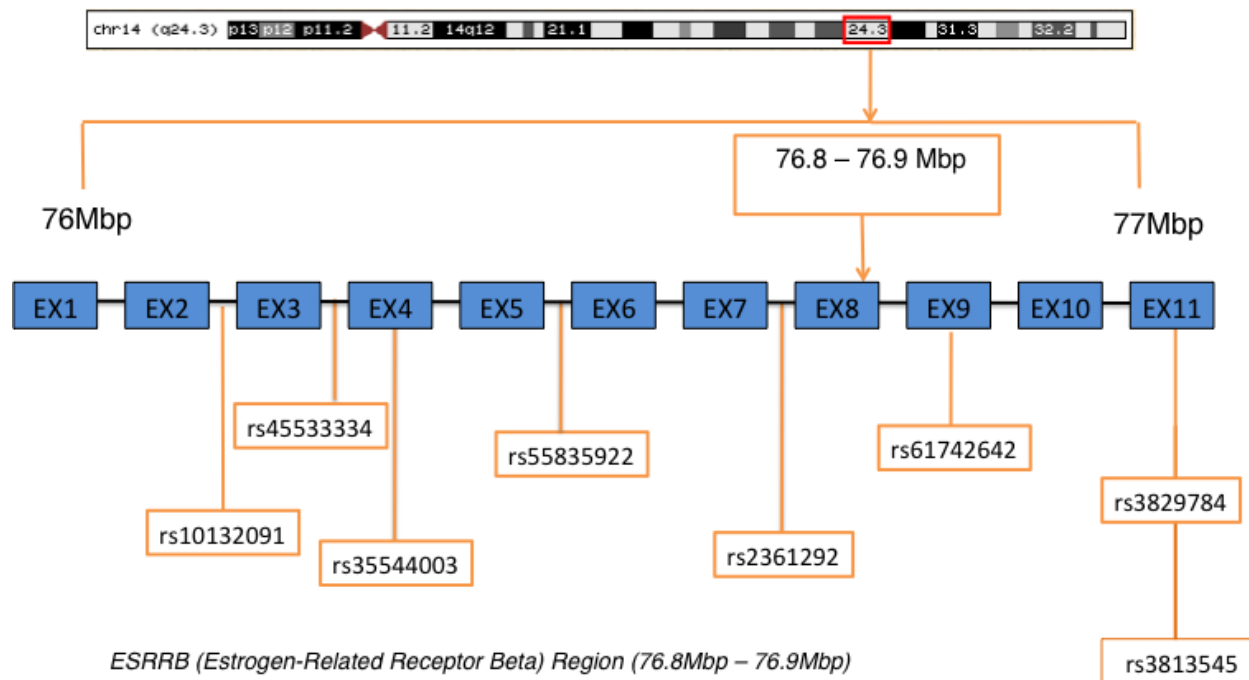 chr14 (q24.3) p13 p12 p11.2 11.2 14q12 21.1 24.3 31.3 32.2
76.8 – 76.9 Mbp
76Mbp
77Mbp
EX1 EX2 EX3 EX4 EX5 EX6 EX7 EX8 EX9 EX10 EX11
rs45533334
rs55835922
rs61742642
rs3829784
rs10132091
rs35544003
rs2361292
ESRRB (Estrogen-Related Receptor Beta) Region (76.8Mbp – 76.9Mbp)
rs3813545